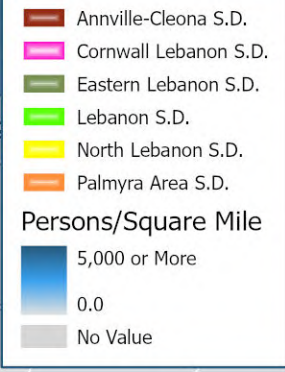 Annville-Cleona S.D.
Cornwall Lebanon S.D.
Eastern Lebanon S.D.
Lebanon S.D.
North Lebanon S.D.
Palmyra Area S.D.
Persons/Square Mile
5,000 or More
0.0
No Value